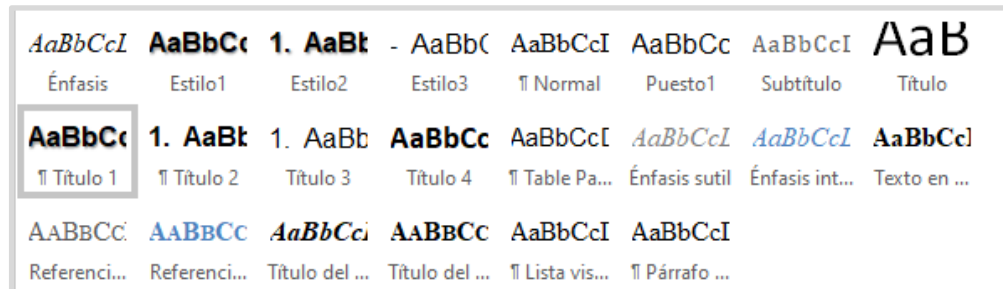 AaBbCcI AaBbCc 1. AaBb - AaBb( AaBbCcI AaBbCc AaBbCcI AaB
Énfasis Estilo1 Estilo2 Estilo3 ¶ Normal Puesto1 Subtítulo Título
AaBbCc 1. AaBb 1. AaBb AaBbCc AaBbCcI AaBbCcI AaBbCcI AaBbCcI
¶ Título 1 ¶ Título 2 Título 3 Título 4 ¶ Table Pa... Énfasis sutil Énfasis int... Texto en ...
AABBCC AABBCC AaBbCcI AABBCC AaBbCcI AaBbCcI
Referenci... Referenci... Título del ... Título del ... ¶ Lista vis... ¶ Párrafo ...